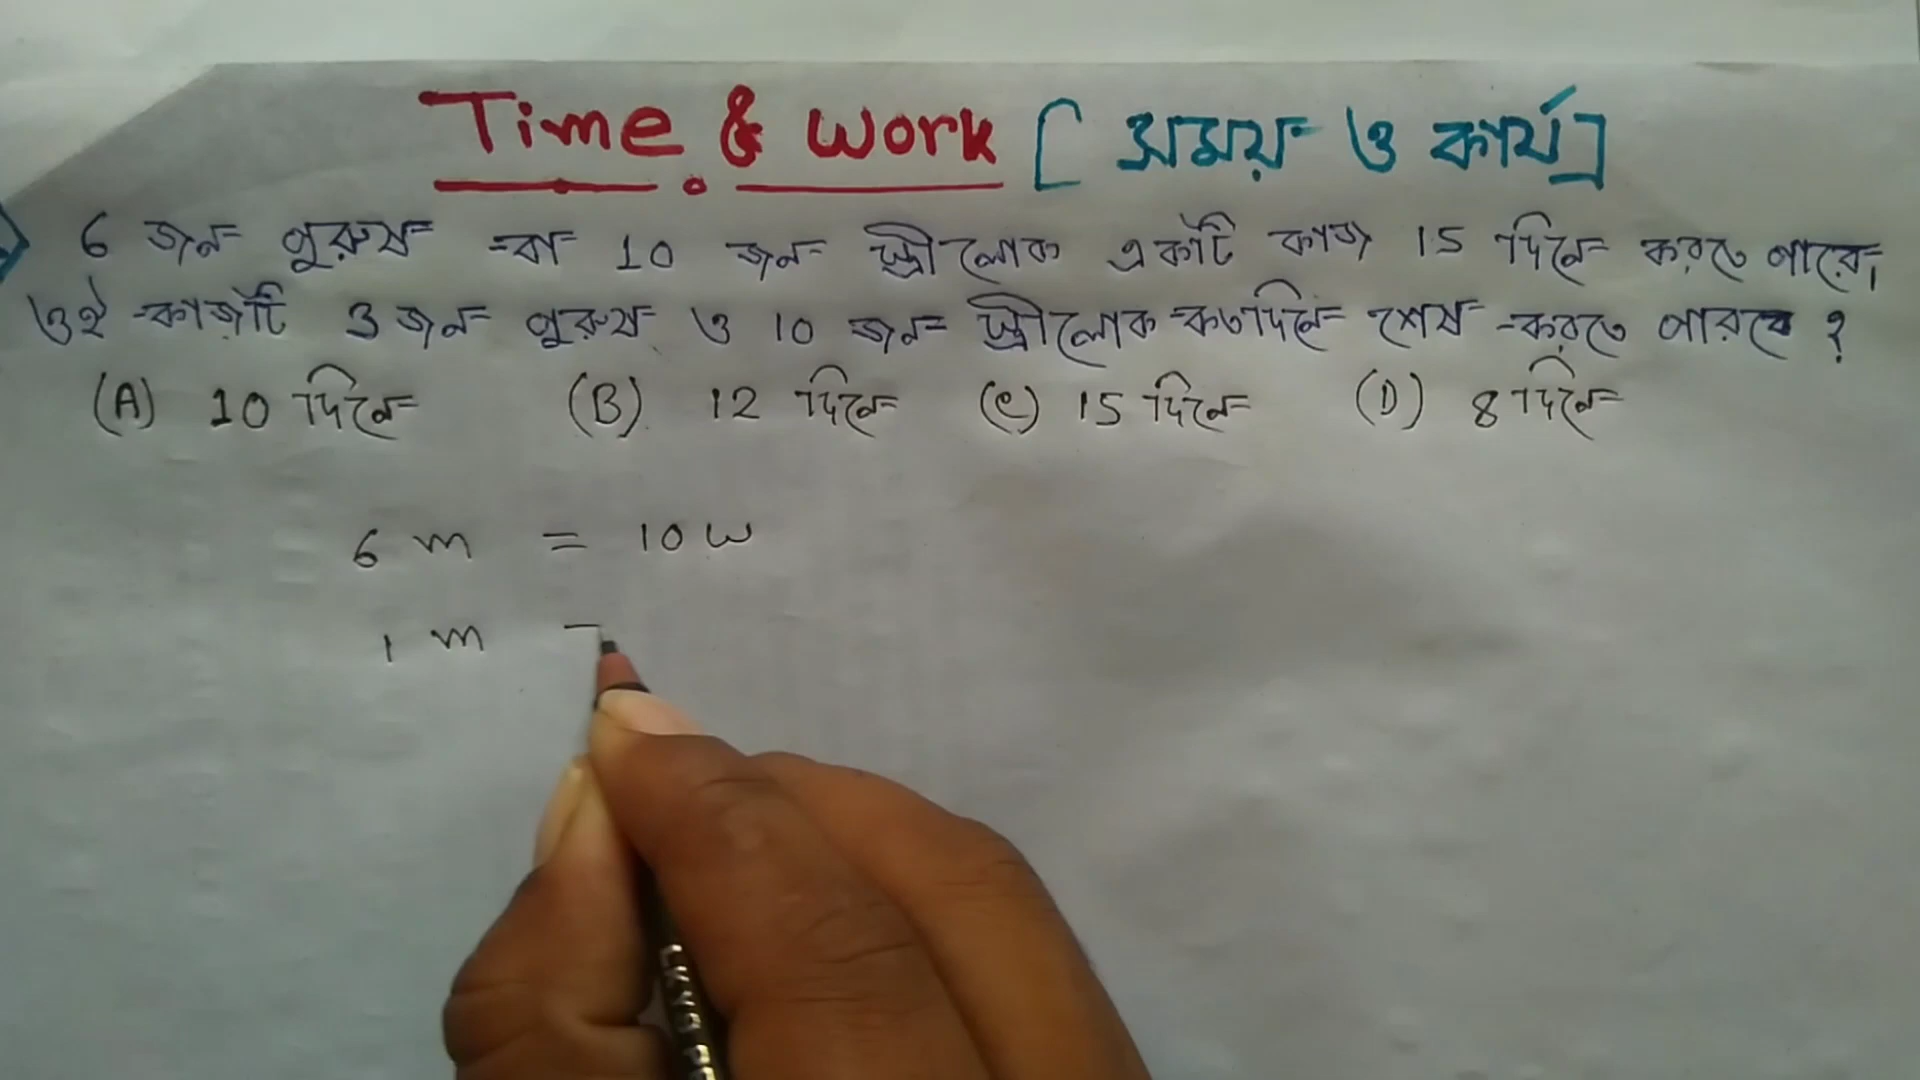 Time & Work [ সময় ও কার্য ]
6 জন পুরুষ বা 10 জন স্ত্রীলোক একটি কাজ 15 দিনে করতে পারে।
ওই কাজটি 3 জন পুরুষ ও 10 জন স্ত্রীলোক কতদিনে শেষ করতে পারবে ?
(A) 10 দিনে (B) 12 দিনে (C) 15 দিনে (D) 8 দিনে
6 m = 10 w
1 m